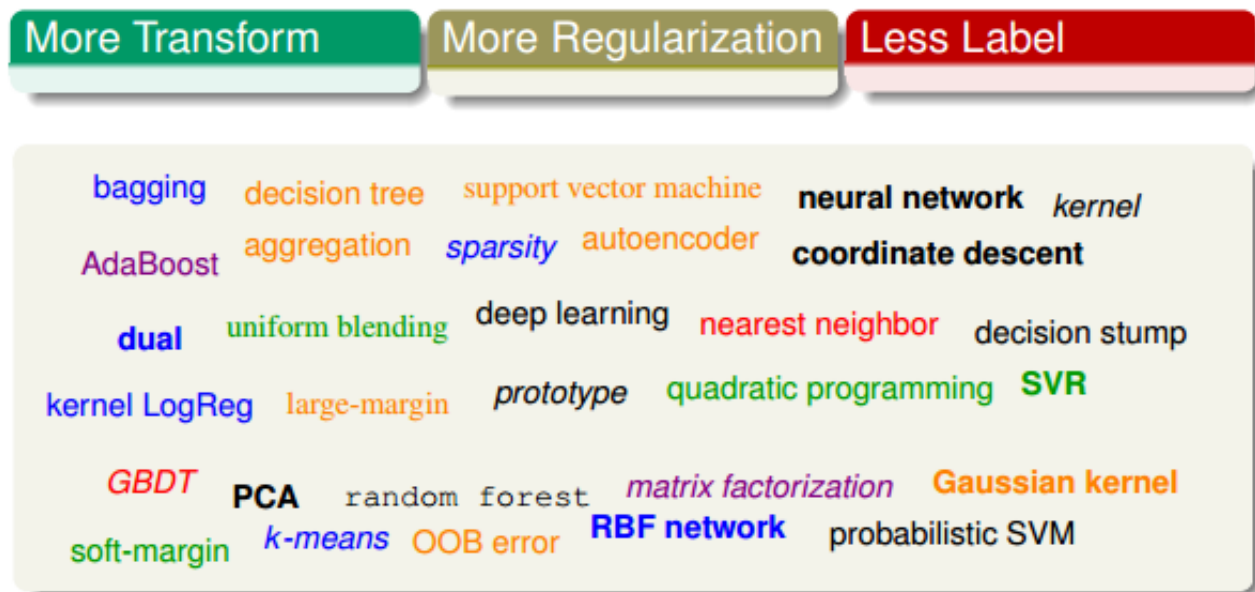 More Transform More Regularization Less Label
bagging decision tree support vector machine neural network kernel
AdaBoost aggregation sparsity autoencoder coordinate descent
dual uniform blending deep learning nearest neighbor decision stump
kernel LogReg large-margin prototype quadratic programming SVR
GBDT PCA random forest matrix factorization Gaussian kernel
soft-margin k-means OOB error RBF network probabilistic SVM